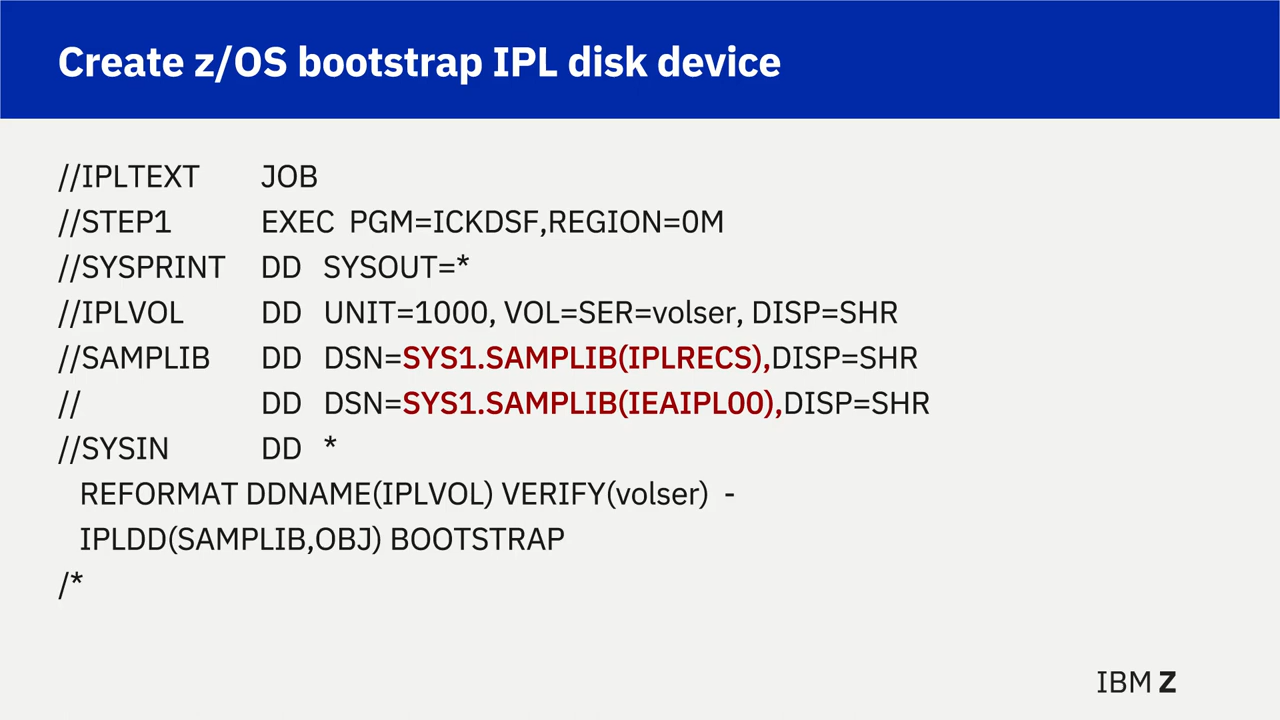 Create z/OS bootstrap IPL disk device
//IPLTEXT JOB
//STEP1 EXEC PGM=ICKDSF,REGION=0M
//SYSPRINT DD SYSOUT=*
//IPLVOL DD UNIT=1000, VOL=SER=volser, DISP=SHR
//SAMPLIB DD DSN=SYS1.SAMPLIB(IPLRECS),DISP=SHR
// DD DSN=SYS1.SAMPLIB(IEAIPL00),DISP=SHR
//SYSIN DD *
REFORMAT DDNAME(IPLVOL) VERIFY(volser) -
IPLDD(SAMPLIB,OBJ) BOOTSTRAP
/*
IBM Z